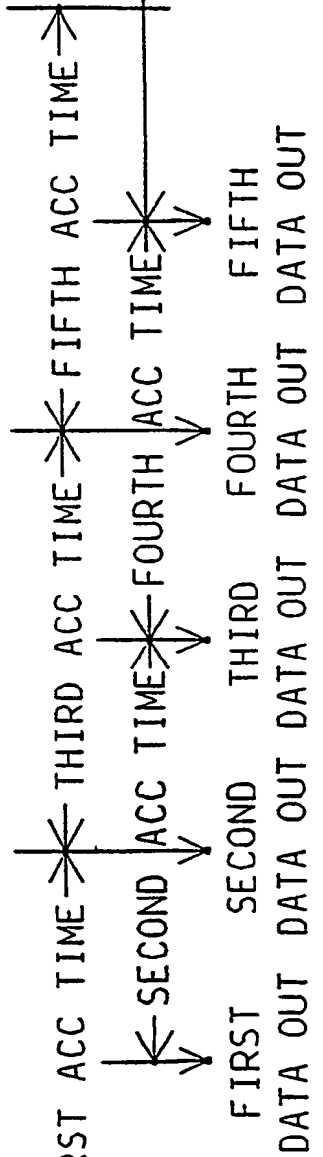 RST ACC TIME THIRD ACC TIME FIFTH ACC TIME
SECOND ACC TIME FOURTH ACC TIME
FIRST SECOND THIRD FOURTH FIFTH
DATA OUT DATA OUT DATA OUT DATA OUT DATA OUT